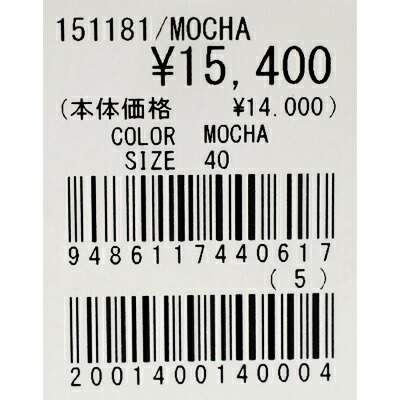 151181/MOCHA
¥15,400
(本体価格 ¥14.000)
COLOR MOCHA
SIZE 40
9486117440617
(5)
2001400140004